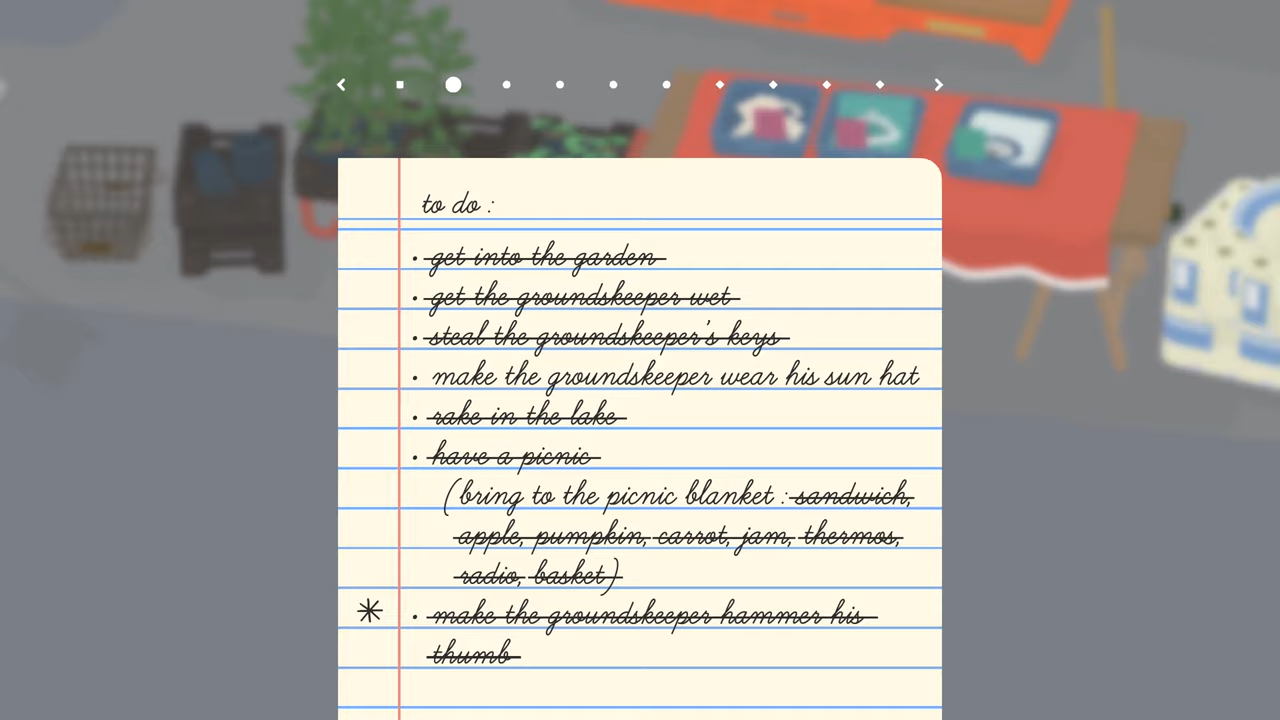 to do :
• get into the garden
• get the groundskeeper wet
• steal the groundskeeper's keys
• make the groundskeeper wear his sun hat
• rake in the lake
• have a picnic
(bring to the picnic blanket : sandwich,
apple, pumpkin, carrot, jam, thermos,
radio, basket)
* • make the groundskeeper hammer his
thumb